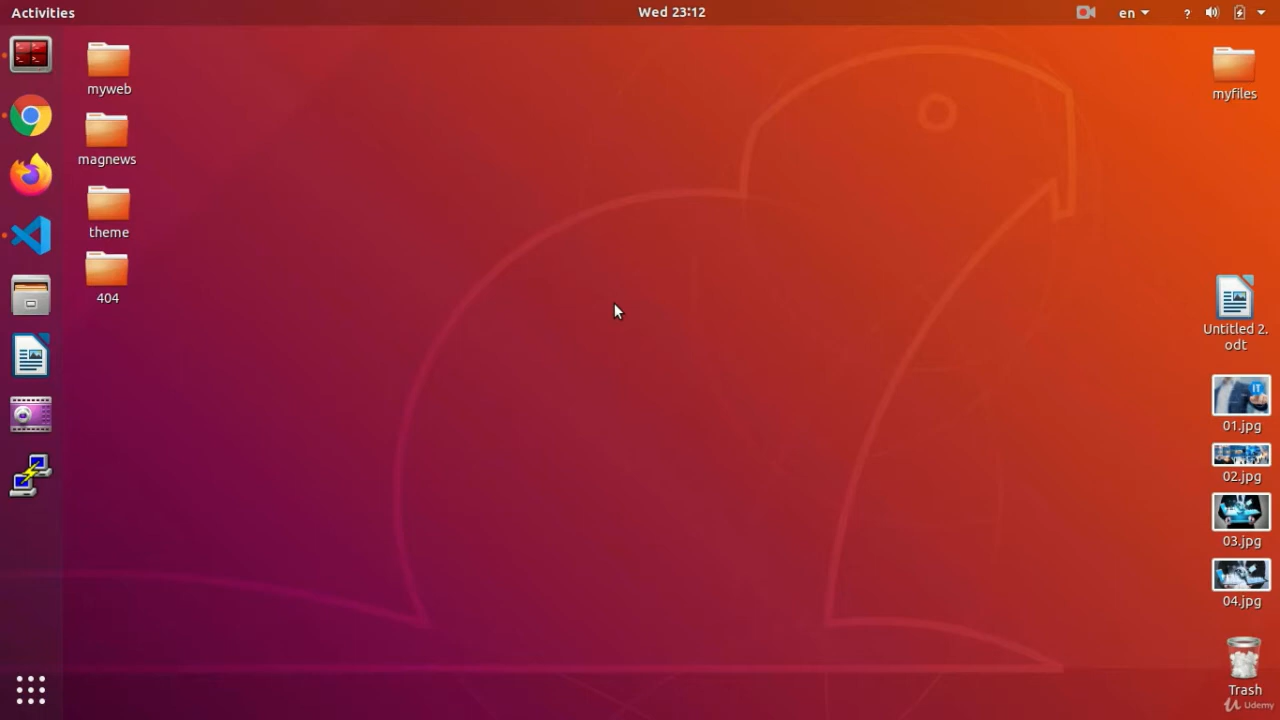 Activities
Wed 23:12
en
?
myweb
magnews
theme
404
myfiles
Untitled 2.
odt
IT
01.jpg
02.jpg
03.jpg
04.jpg
Trash
Udemy